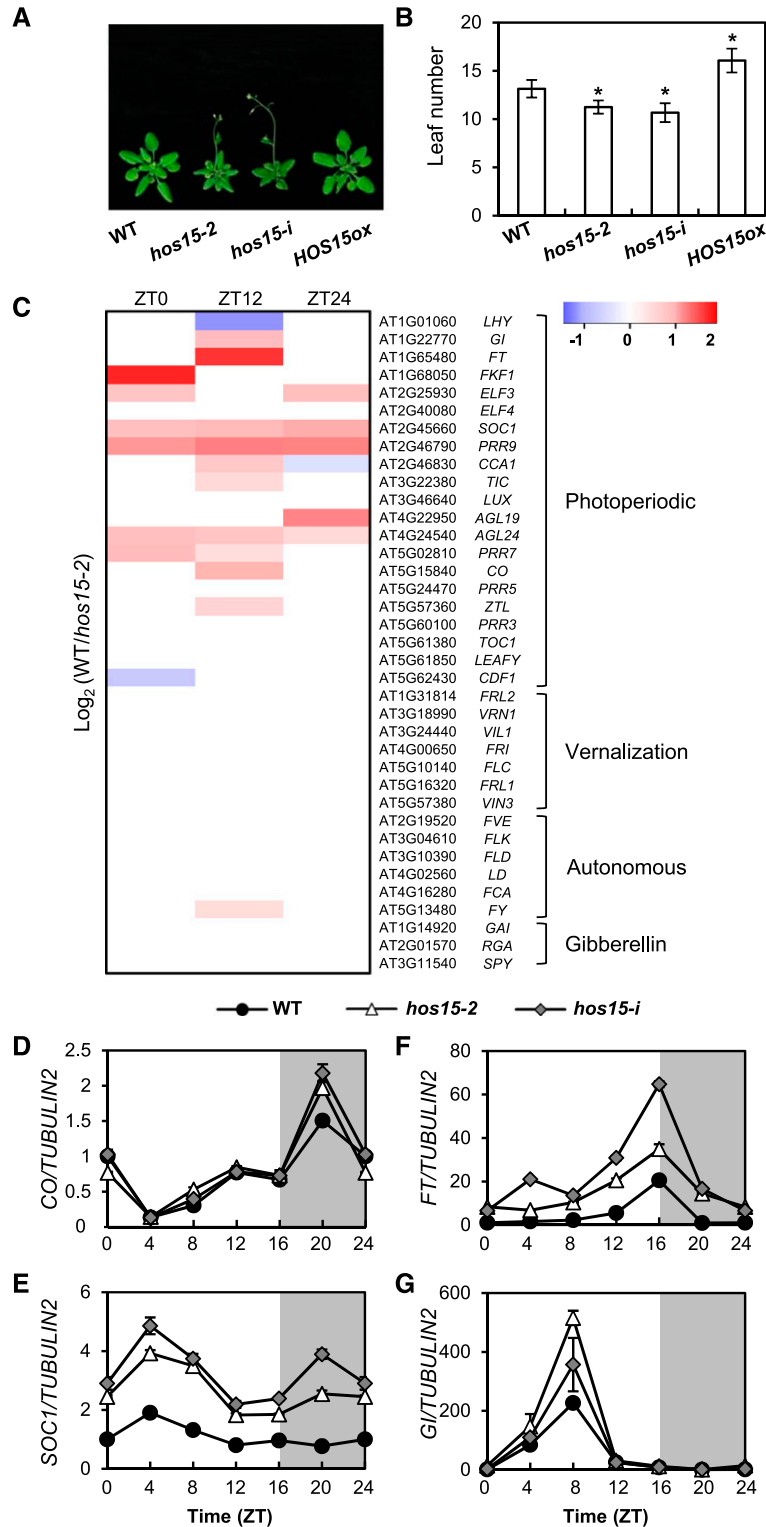 A
WT
hos15-2
hos15-i
HOS15ox
B
Leaf number
20
15
10
5
0
*
*
*
WT
hos15-2
hos15-i
HOS15ox
C
ZT0 ZT12 ZT24
Log2 (WT/hos15-2)
AT1G01060 LHY
AT1G22770 GI
AT1G65480 FT
AT1G68050 FKF1
AT2G25930 ELF3
AT2G40080 ELF4
AT2G45660 SOC1
AT2G46790 PRR9
AT2G46830 CCA1
AT3G22380 TIC
AT3G46640 LUX
AT4G22950 AGL19
AT4G24540 AGL24
AT5G02810 PRR7
AT5G15840 CO
AT5G24470 PRR5
AT5G57360 ZTL
AT5G60100 PRR3
AT5G61380 TOC1
AT5G61850 LEAFY
AT5G62430 CDF1
AT1G31814 FRL2
AT3G18990 VRN1
AT3G24440 VIL1
AT4G00650 FRI
AT5G10140 FLC
AT5G16320 FRL1
AT5G57380 VIN3
AT2G19520 FVE
AT3G04610 FLK
AT3G10390 FLD
AT4G02560 LD
AT4G16280 FCA
AT5G13480 FY
AT1G14920 GAI
AT2G01570 RGA
AT3G11540 SPY
-1 0 1 2
Photoperiodic
Vernalization
Autonomous
Gibberellin
WT hos15-2 hos15-i
D
CO/TUBULIN2
2.5
2
1.5
1
0.5
0
0 4 8 12 16 20 24
F
FT/TUBULIN2
80
60
40
20
0
0 4 8 12 16 20 24
E
SOC1/TUBULIN2
6
4
2
0
0 4 8 12 16 20 24
Time (ZT)
G
GI/TUBULIN2
600
400
200
0
0 4 8 12 16 20 24
Time (ZT)